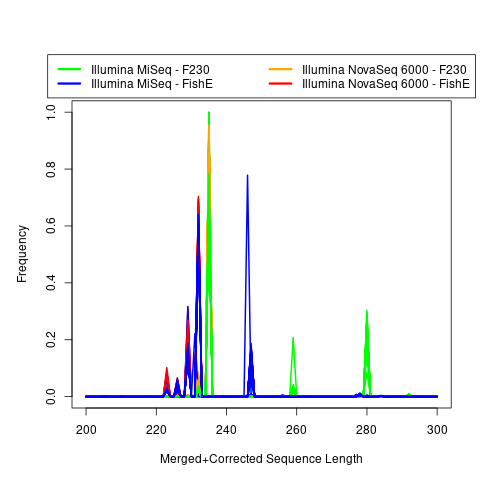 Illumina MiSeq - F230 Illumina NovaSeq 6000 - F230
Illumina MiSeq - FishE Illumina NovaSeq 6000 - FishE
1.0
0.8
0.6
0.4
0.2
0.0
Frequency
200 220 240 260 280 300
Merged+Corrected Sequence Length